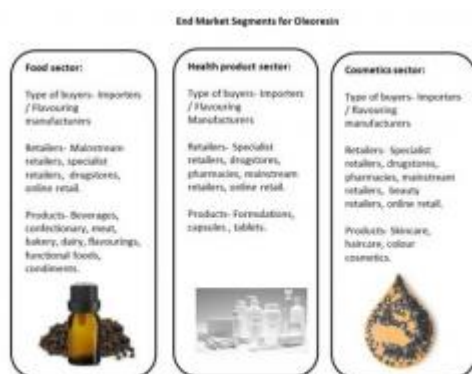 End Market Segments for Oleoresin
Food sector:
Type of buyers- Importers
/ Flavouring
manufacturers
Retailers- Mainstream
retailers, specialist
retailers, drugstores,
online retail.
Products- Beverages,
confectionary, meat,
bakery, dairy, flavourings,
functional foods,
condiments.
Health product sector:
Type of buyers- Importers
/ Flavouring
Manufacturers
Retailers- Specialist
retailers, drugstores,
pharmacies, mainstream
retailers, online retail.
Products- Formulations,
capsules , tablets.
Cosmetics sector:
Type of buyers- Importers
/ flavouring
manufacturers
Retailers- Specialist
retailers, drugstores,
pharmacies, mainstream
retailers, beauty
retailers, online retail.
Products- Skincare,
haircare, colour
cosmetics.